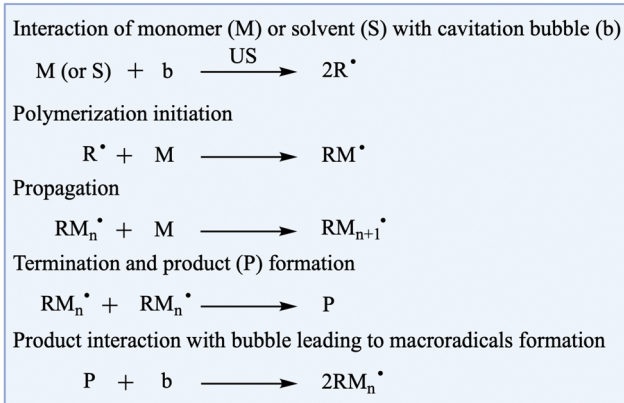 Interaction of monomer (M) or solvent (S) with cavitation bubble (b)
US
M (or S) + b ⟶ 2R•
Polymerization initiation
R• + M ⟶ RM•
Propagation
RMₙ• + M ⟶ RMₙ₊₁•
Termination and product (P) formation
RMₙ• + RMₙ• ⟶ P
Product interaction with bubble leading to macroradicals formation
P + b ⟶ 2RMₙ•